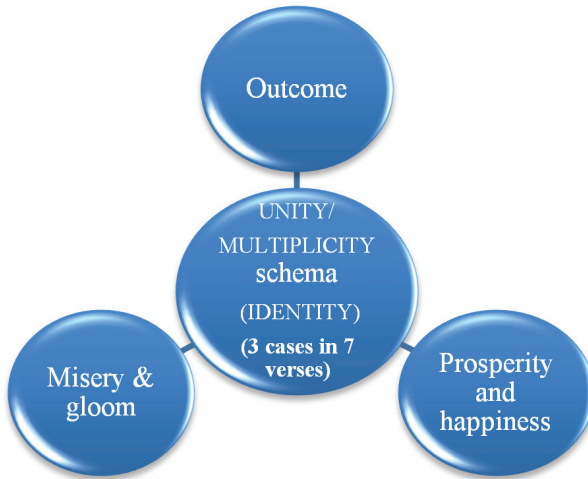 Outcome
UNITY/
MULTIPLICITY
schema
(IDENTITY)
(3 cases in 7
verses)
Misery &
gloom
Prosperity
and
happiness